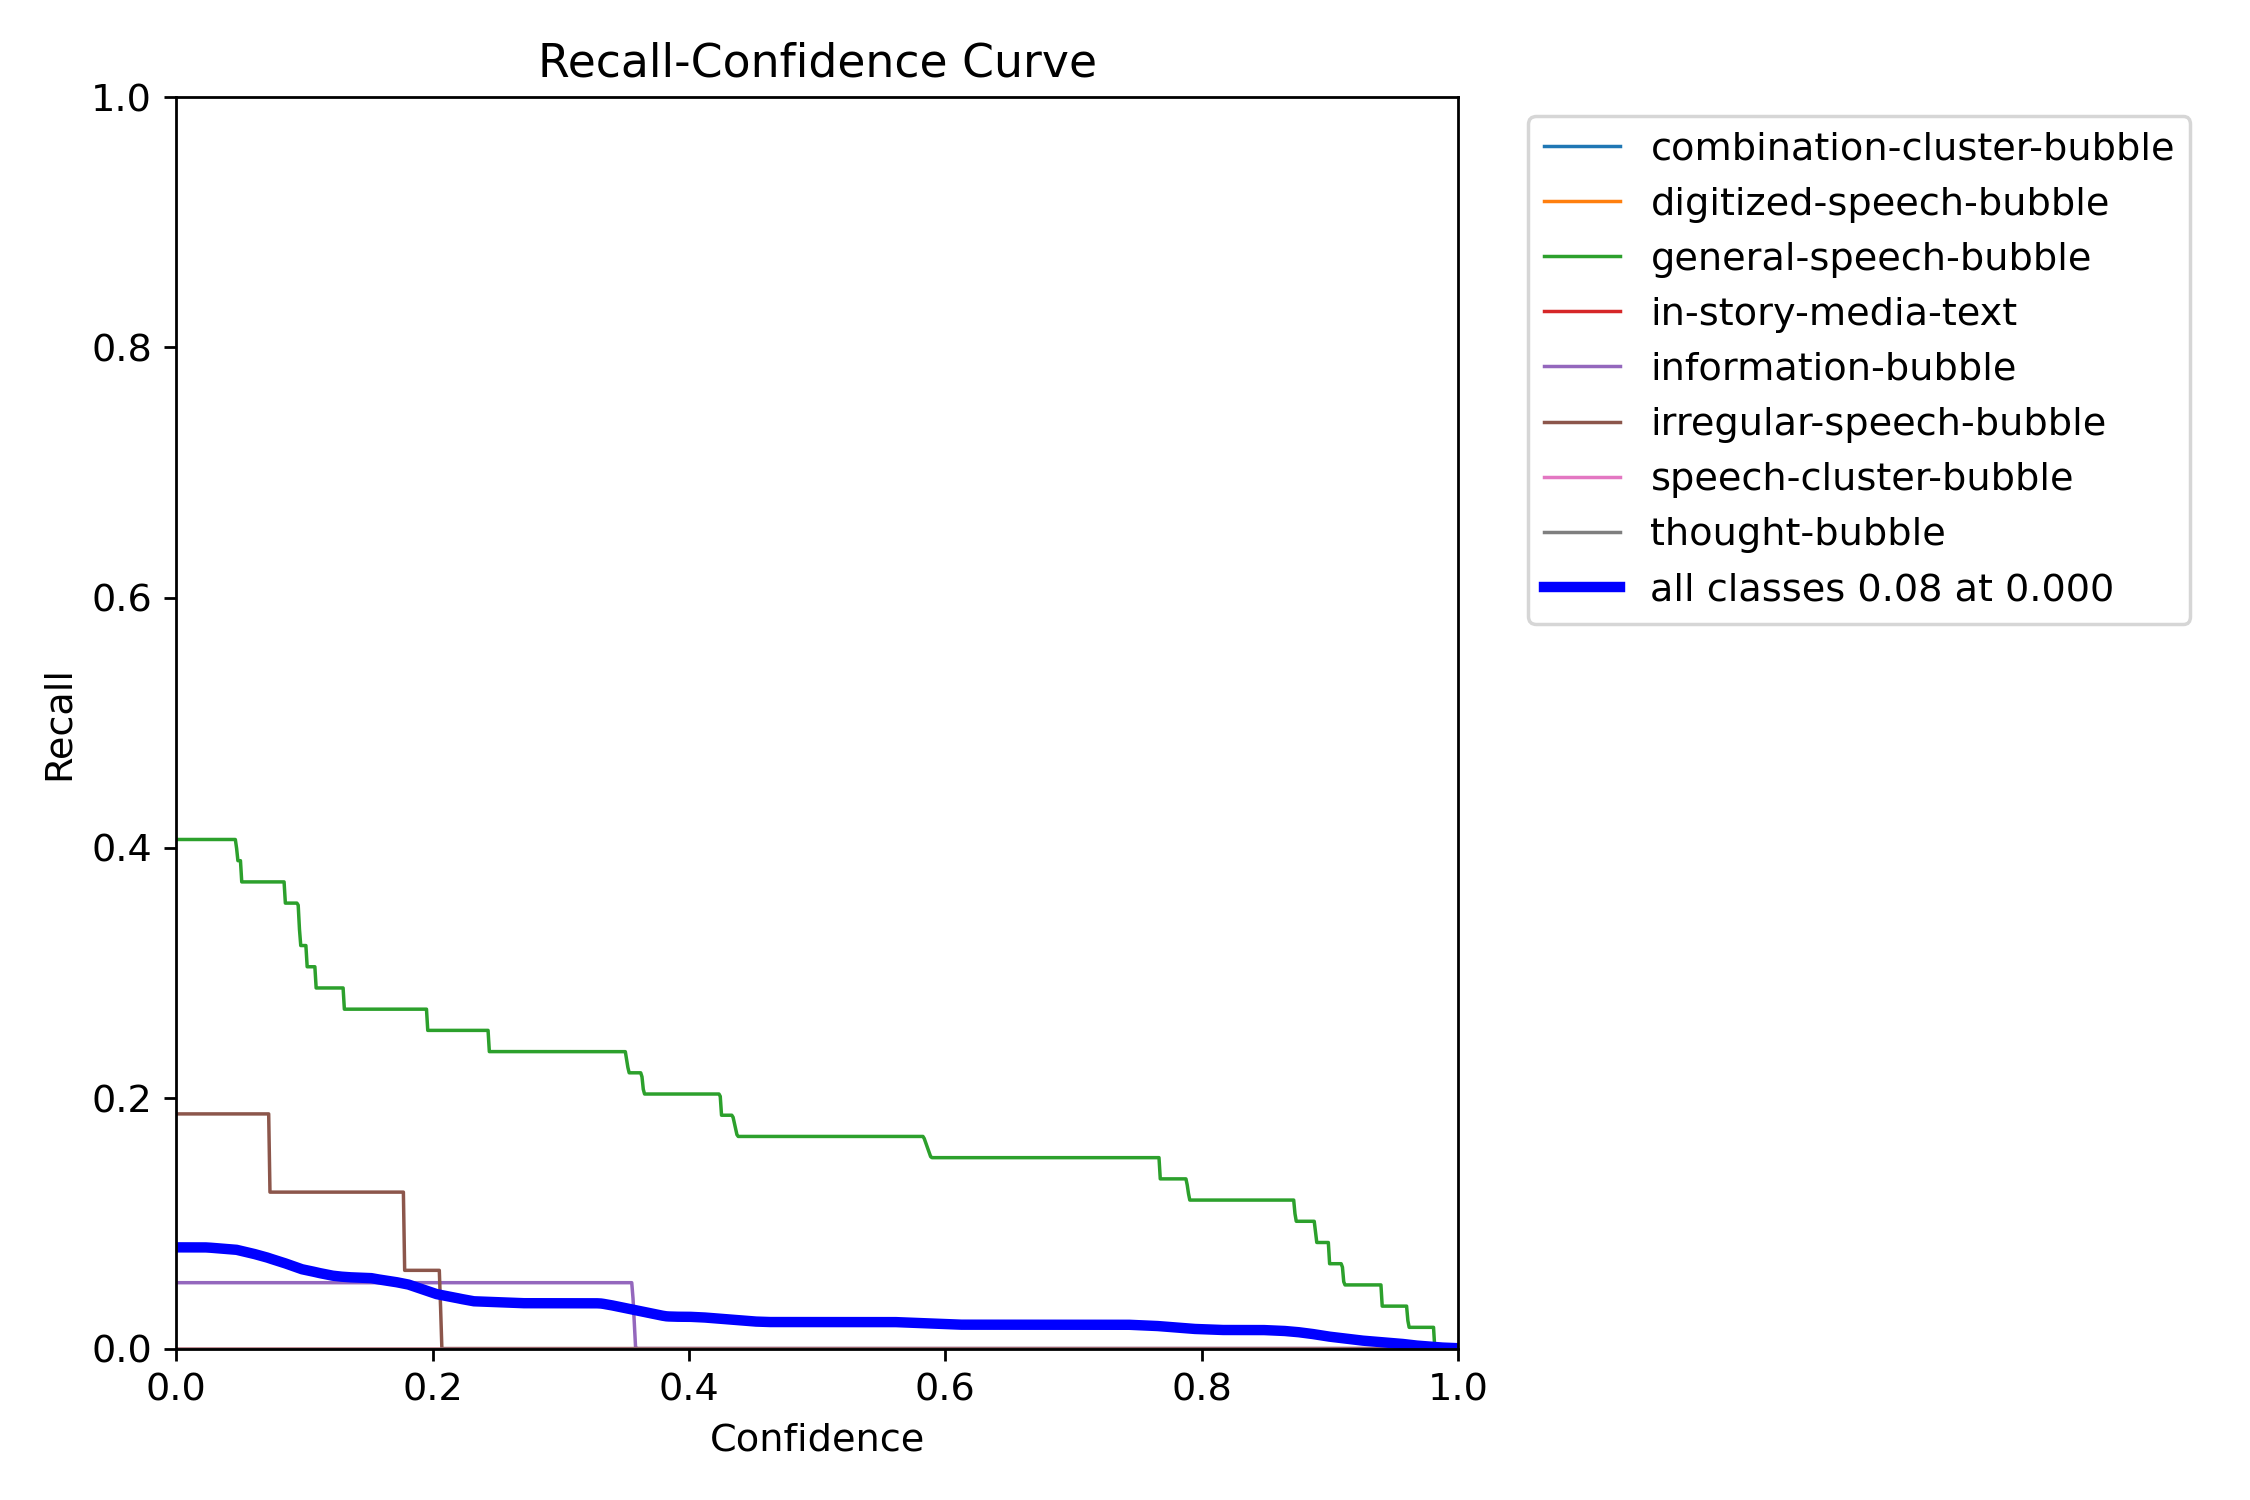 Recall-Confidence Curve
1.0
0.8
0.6
0.4
0.2
0.0
Recall
0.0 0.2 0.4 0.6 0.8 1.0
Confidence
combination-cluster-bubble
digitized-speech-bubble
general-speech-bubble
in-story-media-text
information-bubble
irregular-speech-bubble
speech-cluster-bubble
thought-bubble
all classes 0.08 at 0.000